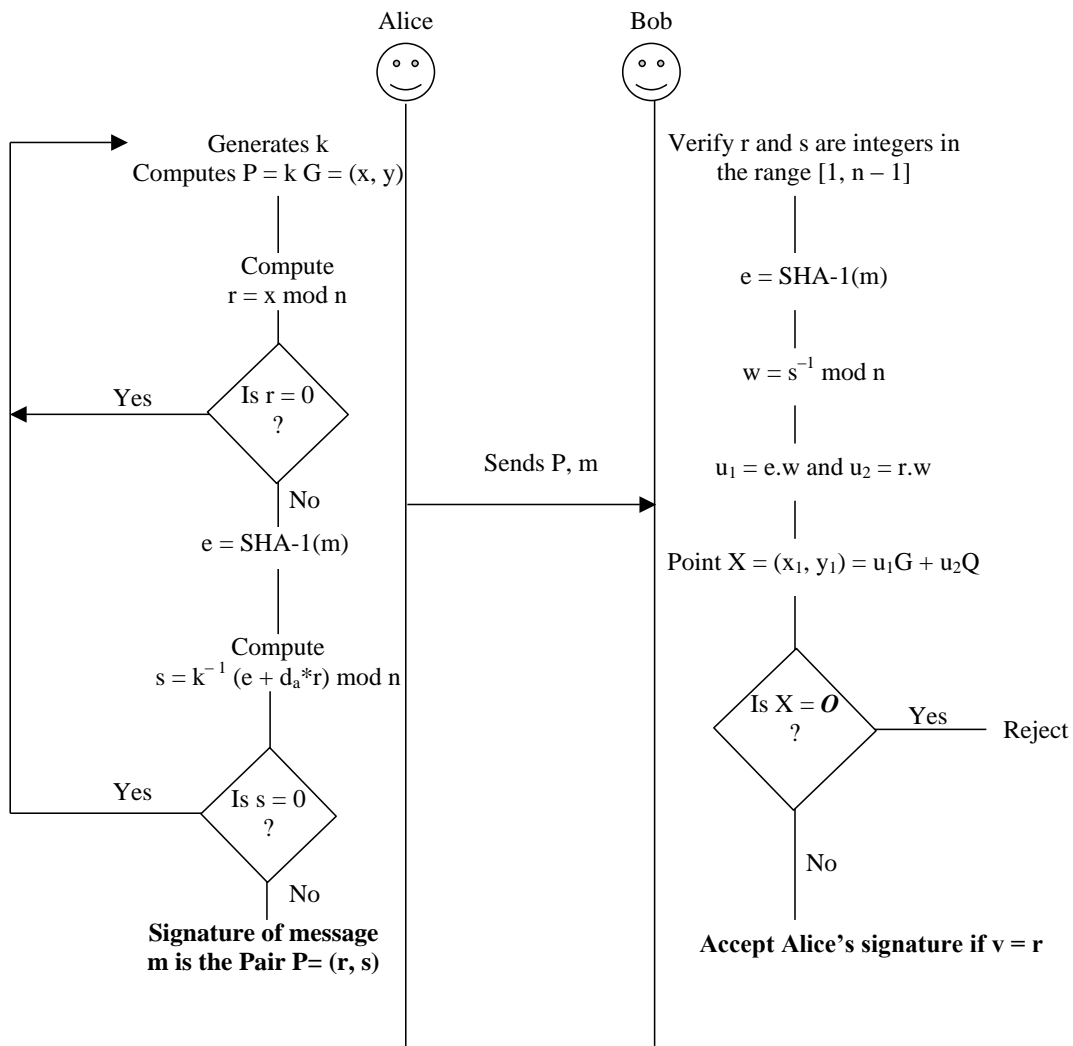 Alice
Bob
Generates k
Computes P = k G = (x, y)
Compute
r = x mod n
Is r = 0
?
Yes
No
e = SHA-1(m)
Compute
s = k⁻¹ (e + dₐ*r) mod n
Is s = 0
?
Yes
No
Signature of message
m is the Pair P= (r, s)
Sends P, m
Verify r and s are integers in
the range [1, n – 1]
e = SHA-1(m)
w = s⁻¹ mod n
u₁ = e.w and u₂ = r.w
Point X = (x₁, y₁) = u₁G + u₂Q
Is X = O
?
Yes
Reject
No
Accept Alice’s signature if v = r